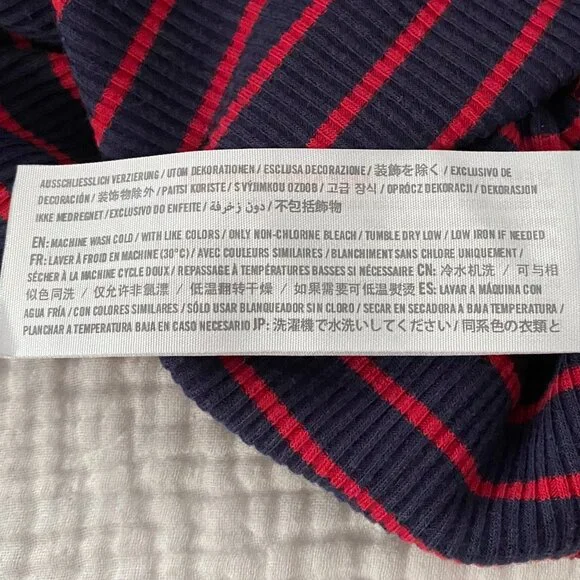 AUSSCHLIESSLICH VERZIERUNG / UTOM DEKORATIONEN / ESCLUSA DECORAZIONE / 装飾を除く / EXCLUSIVO DE
DECORACIÓN / 装饰物除外 / PAITSI KORISTE / S VÝJIMKOU OZDOB / 고급 장식 / OPRÓCZ DEKORACJI / DEKORASJON
IKKE MEDREGNET / EXCLUSIVO DO ENFEITE / دون زخرفة / 不包括飾物
EN: MACHINE WASH COLD / WITH LIKE COLORS / ONLY NON-CHLORINE BLEACH / TUMBLE DRY LOW / LOW IRON IF NEEDED
FR: LAVER À FROID EN MACHINE (30°C) / AVEC COULEURS SIMILAIRES / BLANCHIMENT SANS CHLORE UNIQUEMENT /
SÉCHER À LA MACHINE CYCLE DOUX / REPASSAGE À TEMPÉRATURES BASSES SI NÉCESSAIRE CN: 冷水机洗 / 可与相
似色同洗 / 仅允许非氯漂 / 低温翻转干燥 / 如果需要可低温熨烫 ES: LAVAR A MÁQUINA CON
AGUA FRÍA / CON COLORES SIMILARES / SÓLO USAR BLANQUEADOR SIN CLORO / SECAR EN SECADORA A BAJA TEMPERATURA /
PLANCHAR A TEMPERATURA BAJA EN CASO NECESARIO JP: 洗濯機で水洗いしてください / 同系色の衣類と